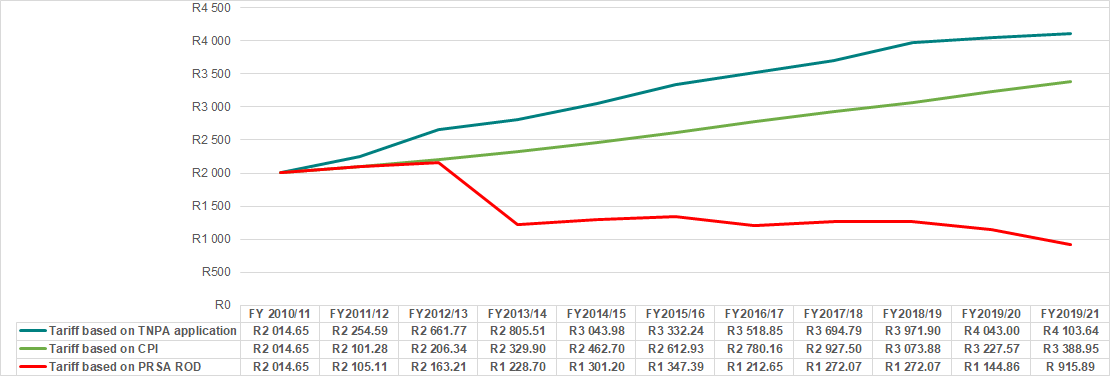 R4 500
R4 000
R3 500
R3 000
R2 500
R2 000
R1 500
R1 000
R500
R0
FY 2010/11 FY2011/12 FY2012/13 FY2013/14 FY2014/15 FY2015/16 FY2016/17 FY2017/18 FY2018/19 FY2019/20 FY2019/21
Tariff based on TNPA application R2 014.65 R2 254.59 R2 661.77 R2 805.51 R3 043.98 R3 332.24 R3 518.85 R3 694.79 R3 971.90 R4 043.00 R4 103.64
Tariff based on CPI R2 014.65 R2 101.28 R2 206.34 R2 329.90 R2 462.70 R2 612.93 R2 780.16 R2 927.50 R3 073.88 R3 227.57 R3 388.95
Tariff based on PRSA ROD R2 014.65 R2 105.11 R2 163.21 R1 228.70 R1 301.20 R1 347.39 R1 212.65 R1 272.07 R1 272.07 R1 144.86 R 915.89